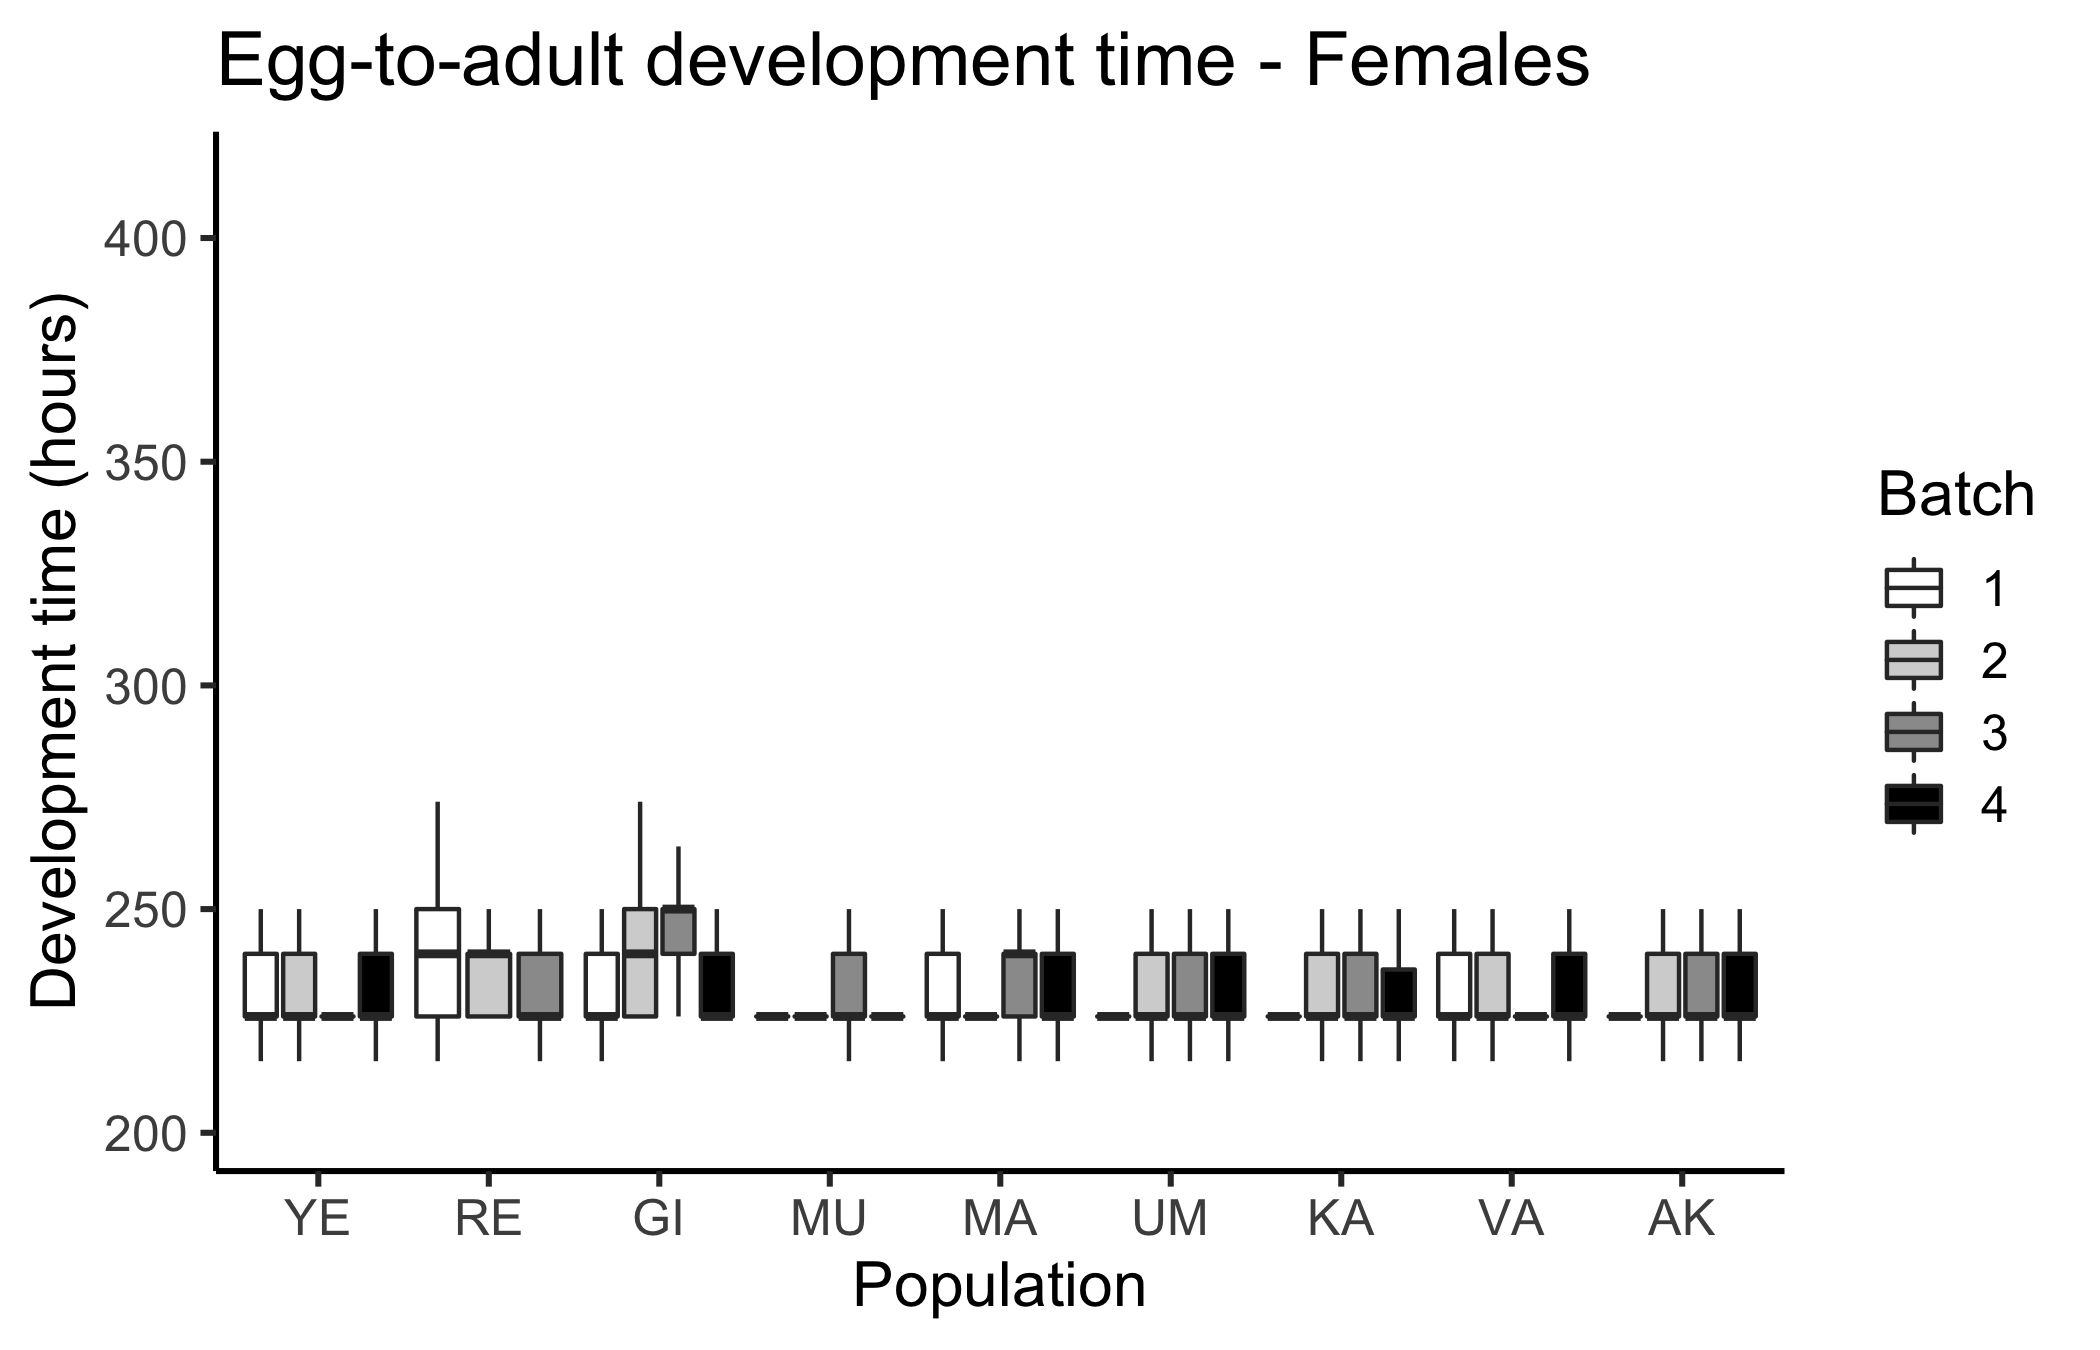 Egg-to-adult development time - Females
Development time (hours)
400
350
300
250
200
YE RE GI MU MA UM KA VA AK
Population
Batch
1
2
3
4